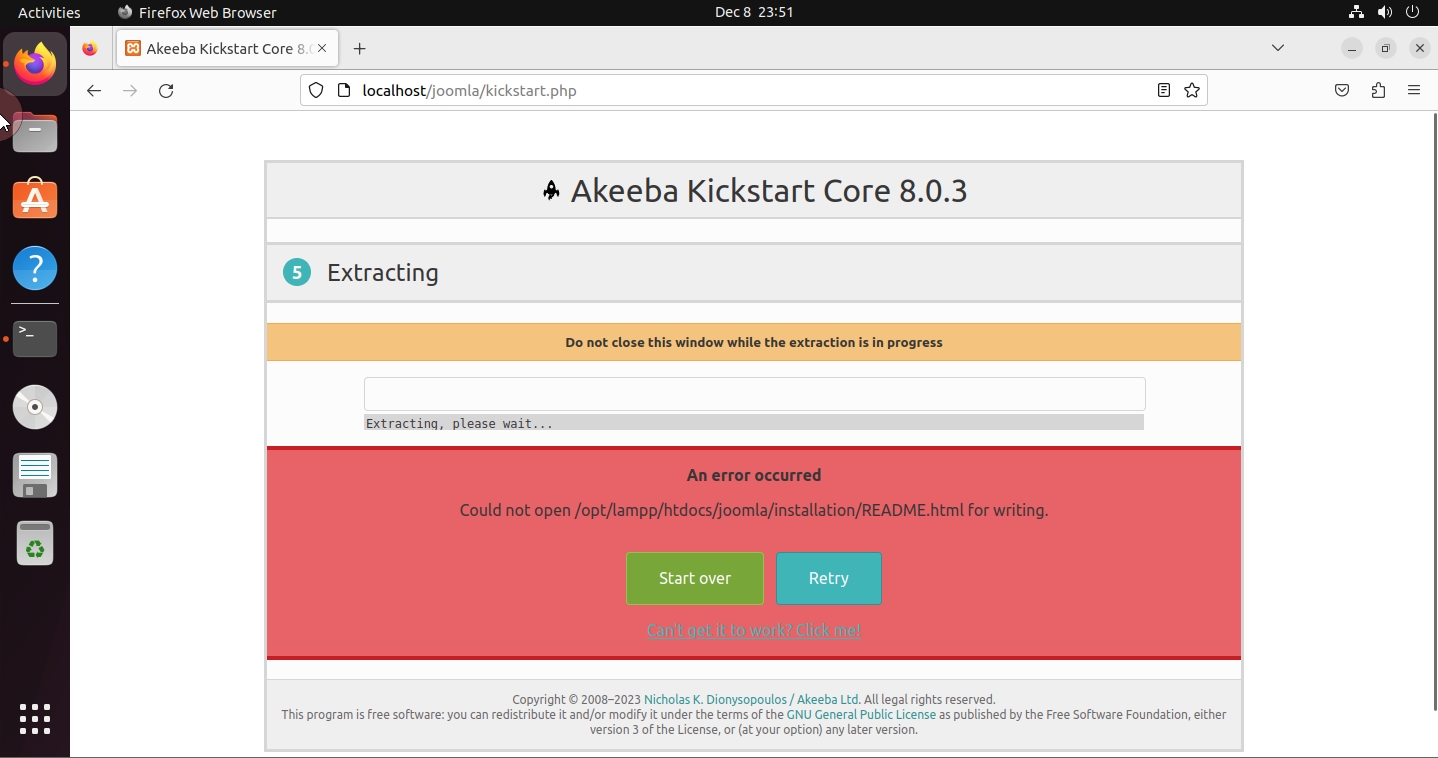 Activities
Firefox Web Browser
Dec 8 23:51
Akeeba Kickstart Core 8.0
localhost/joomla/kickstart.php
Akeeba Kickstart Core 8.0.3
5 Extracting
Do not close this window while the extraction is in progress
Extracting, please wait...
An error occurred
Could not open /opt/lampp/htdocs/joomla/installation/README.html for writing.
Start over
Retry
Can't get it to work? Click me!
Copyright © 2008–2023 Nicholas K. Dionysopoulos / Akeeba Ltd. All legal rights reserved.
This program is free software: you can redistribute it and/or modify it under the terms of the GNU General Public License as published by the Free Software Foundation, either
version 3 of the License, or (at your option) any later version.